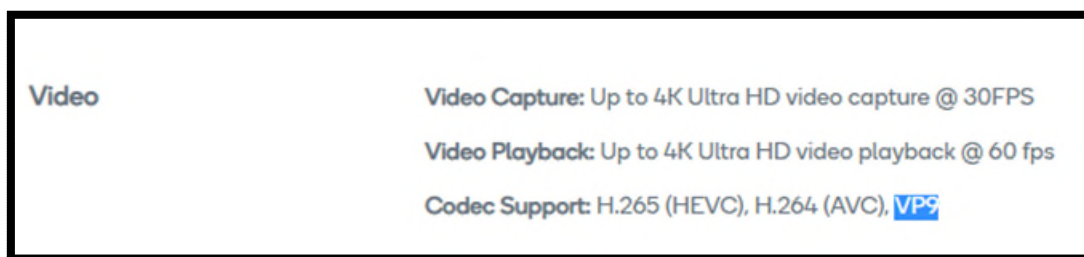 Video
Video Capture: Up to 4K Ultra HD video capture @ 30FPS
Video Playback: Up to 4K Ultra HD video playback @ 60 fps
Codec Support: H.265 (HEVC), H.264 (AVC), VP9